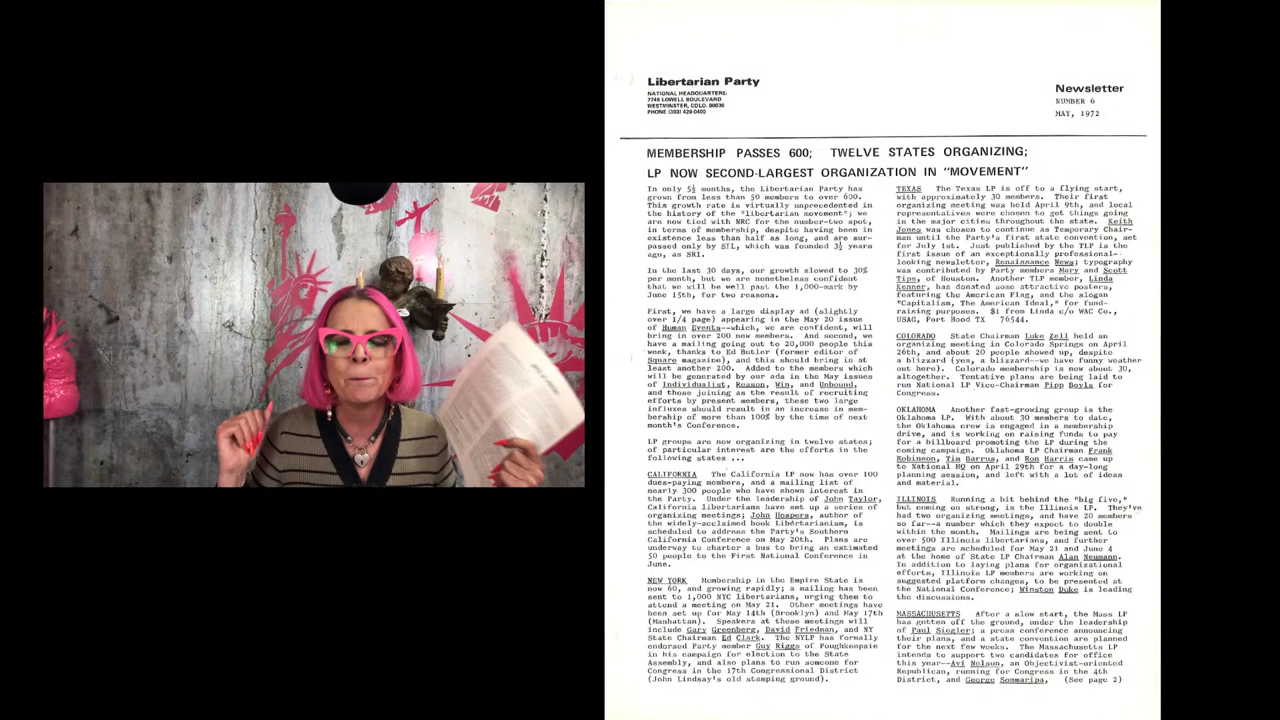 Libertarian Party
NATIONAL HEADQUARTERS:
7748 LOWELL BOULEVARD
WESTMINSTER, COLO. 80030
PHONE (303) 429-0400
Newsletter
NUMBER 6
MAY, 1972
MEMBERSHIP PASSES 600; TWELVE STATES ORGANIZING;
LP NOW SECOND-LARGEST ORGANIZATION IN "MOVEMENT"
In only 5½ months, the Libertarian Party has
grown from less than 50 members to over 600.
This growth rate is virtually unprecedented in
the history of the "libertarian movement"; we
are now tied with NRC for the number-two spot,
in terms of membership, despite having been in
existence less than half as long, and are sur-
passed only by SIL, which was founded 3½ years
ago, as SRI.
In the last 30 days, our growth slowed to 30%
per month, but we are nonetheless confident
that we will be well past the 1,000-mark by
June 15th, for two reasons.
First, we have a large display ad (slightly
over 1/4 page) appearing in the May 20 issue
of Human Events--which, we are confident, will
bring in over 200 new members. And second, we
have a mailing going out to 20,000 people this
week, thanks to Ed Butler (former editor of
Square magazine), and this should bring in at
least another 200. Added to the members which
will be generated by our ads in the May issues
of Individualist, Reason, Win, and Unbound,
and those joining as the result of recruiting
efforts by present members, these two large
influxes should result in an increase in mem-
bership of more than 100% by the time of next
month's Conference.
LP groups are now organizing in twelve states;
of particular interest are the efforts in the
following states ...
CALIFORNIA The California LP now has over 100
dues-paying members, and a mailing list of
nearly 300 people who have shown interest in
the Party. Under the leadership of John Taylor,
California libertarians have set up a series of
organizing meetings; John Hospers, author of
the widely-acclaimed book Libertarianism, is
scheduled to address the Party's Southern
California Conference on May 20th. Plans are
underway to charter a bus to bring an estimated
50 people to the First National Conference in
June.
NEW YORK Membership in the Empire State is
now 60, and growing rapidly; a mailing has been
sent to 1,000 NYC libertarians, urging them to
attend a meeting on May 21. Other meetings have
been set up for May 14th (Brooklyn) and May 17th
(Manhattan). Speakers at these meetings will
include Gary Greenberg, David Friedman, and NY
State Chairman Ed Clark. The NYLP has formally
endorsed Party member Guy Riggs of Poughkeepsie
in his campaign for election to the State
Assembly, and also plans to run someone for
Congress in the 17th Congressional District
(John Lindsay's old stamping ground).
TEXAS The Texas LP is off to a flying start,
with approximately 30 members. Their first
organizing meeting was held April 9th, and local
representatives were chosen to get things going
in the major cities throughout the state. Keith
Jones was chosen to continue as Temporary Chair-
man until the Party's first state convention, set
for July 1st. Just published by the TLP is the
first issue of an exceptionally professional-
looking newsletter, Renaissance News; typography
was contributed by Party members Mary and Scott
Tips, of Houston. Another TLP member, Linda
Kenner, has donated some attractive posters,
featuring the American Flag, and the slogan
"Capitalism, The American Ideal," for fund-
raising purposes. $1 from Linda c/o WAC Co.,
USAG, Fort Hood TX 76544.
COLORADO State Chairman Luke Zell held an
organizing meeting in Colorado Springs on April
26th, and about 20 people showed up, despite
a blizzard (yes, a blizzard--we have funny weather
out here). Colorado membership is now about 30,
altogether. Tentative plans are being laid to
run National LP Vice-Chairman Pipp Boyls for
Congress.
OKLAHOMA Another fast-growing group is the
Oklahoma LP. With about 30 members to date,
the Oklahoma crew is engaged in a membership
drive, and is working on raising funds to pay
for a billboard promoting the LP during the
coming campaign. Oklahoma LP Chairman Frank
Robinson, Tim Barrus, and Ron Harris came up
to National HQ on April 29th for a day-long
planning session, and left with a lot of ideas
and material.
ILLINOIS Running a bit behind the "big five,"
but coming on strong, is the Illinois LP. They've
had two organizing meetings, and have 20 members
so far--a number which they expect to double
within the month. Mailings are being sent to
over 500 Illinois libertarians, and further
meetings are scheduled for May 21 and June 4
at the home of State LP Chairman Alan Neumann.
In addition to laying plans for organizational
efforts, Illinois LP members are working on
suggested platform changes, to be presented at
the National Conference; Winston Duke is leading
the discussions.
MASSACHUSETTS After a slow start, the Mass LP
has gotten off the ground, under the leadership
of Paul Siegler; a press conference announcing
their plans, and a state convention are planned
for the next few weeks. The Massachusetts LP
intends to support two candidates for office
this year--Avi Nelson, an Objectivist-oriented
Republican, running for Congress in the 4th
District, and George Sommaripa, (See page 2)